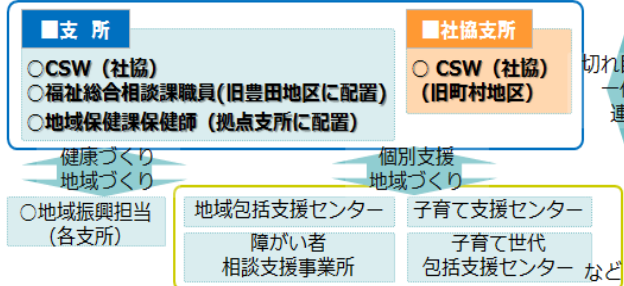 ■支 所
■社協支所
○CSW（社協）
○福祉総合相談課職員(旧豊田地区に配置)
○地域保健課保健師（拠点支所に配置）
○ CSW（社協）
（旧町村地区）
切れ目
健康づくり
地域づくり
個別支援
地域づくり
○地域振興担当
（各支所）
地域包括支援センター
子育て支援センター
障がい者
相談支援事業所
子育て世代
包括支援センター
など